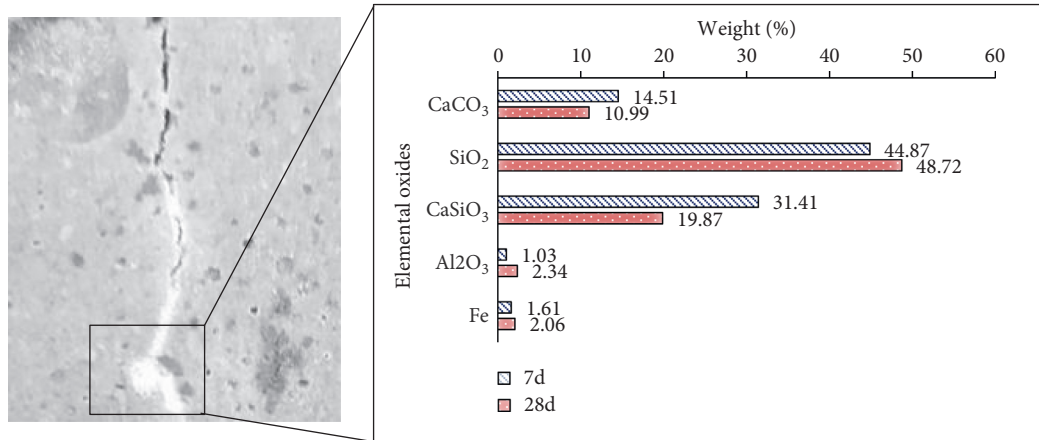 Weight (%)
0 10 20 30 40 50 60
Elemental oxides
CaCO₃ 14.51
10.99
SiO₂ 44.87
48.72
CaSiO₃ 31.41
19.87
Al2O₃ 1.03
2.34
Fe 1.61
2.06
7d
28d